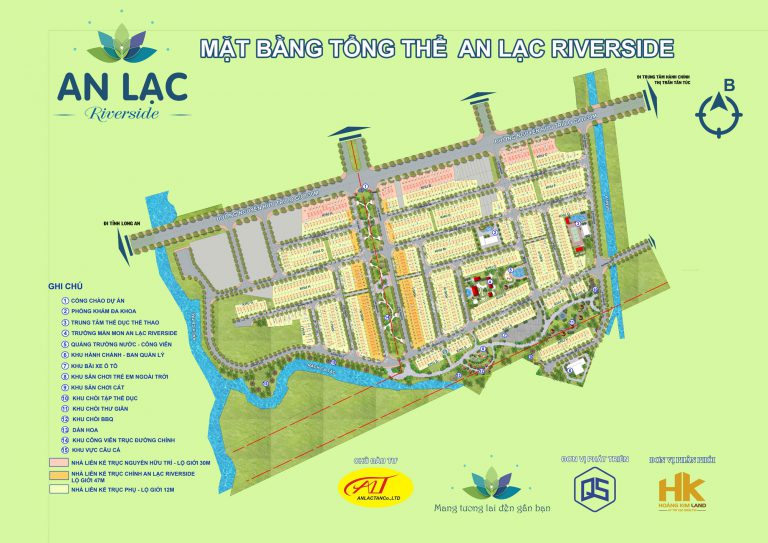 MẶT BẰNG TỔNG THỂ AN LẠC RIVERSIDE
AN LẠC
Riverside
ĐI TRUNG TÂM HÀNH CHÍNH
THỊ TRẤN TÂN TÚC
B
ĐI TỈNH LONG AN
GHI CHÚ
1 CỔNG CHÀO DỰ ÁN
2 PHÒNG KHÁM ĐA KHOA
3 TRUNG TÂM THỂ DỤC THỂ THAO
4 TRƯỜNG MẦN MON AN LẠC RIVERSIDE
5 QUẢNG TRƯỜNG NƯỚC - CÔNG VIÊN
6 KHU HÀNH CHÁNH - BAN QUẢN LÝ
7 KHU BÃI XE Ô TÔ
8 KHU SÂN CHƠI TRẺ EM NGOÀI TRỜI
9 KHU SÂN CHƠI CÁT
10 KHU CHÒI TẬP THỂ DỤC
11 KHU CHÒI THƯ GIÃN
12 KHU CHÒI BBQ
13 DÀN HOA
14 KHU CÔNG VIÊN TRỤC ĐƯỜNG CHÍNH
15 KHU VỰC CÂU CÁ
NHÀ LIÊN KẾ TRỤC NGUYỄN HỮU TRÍ - LỘ GIỚI 30M
NHÀ LIÊN KẾ TRỤC CHÍNH AN LẠC RIVERSIDE
LỘ GIỚI 47M
NHÀ LIÊN KẾ TRỤC PHỤ - LỘ GIỚI 12M
CHỦ ĐẦU TƯ
ALT
ANLACTANCo.,LTD
Mang tương lai đến gần bạn
ĐƠN VỊ PHÁT TRIỂN
QS
ĐƠN VỊ PHÂN PHỐI
HK
HOÀNG KIM LAND